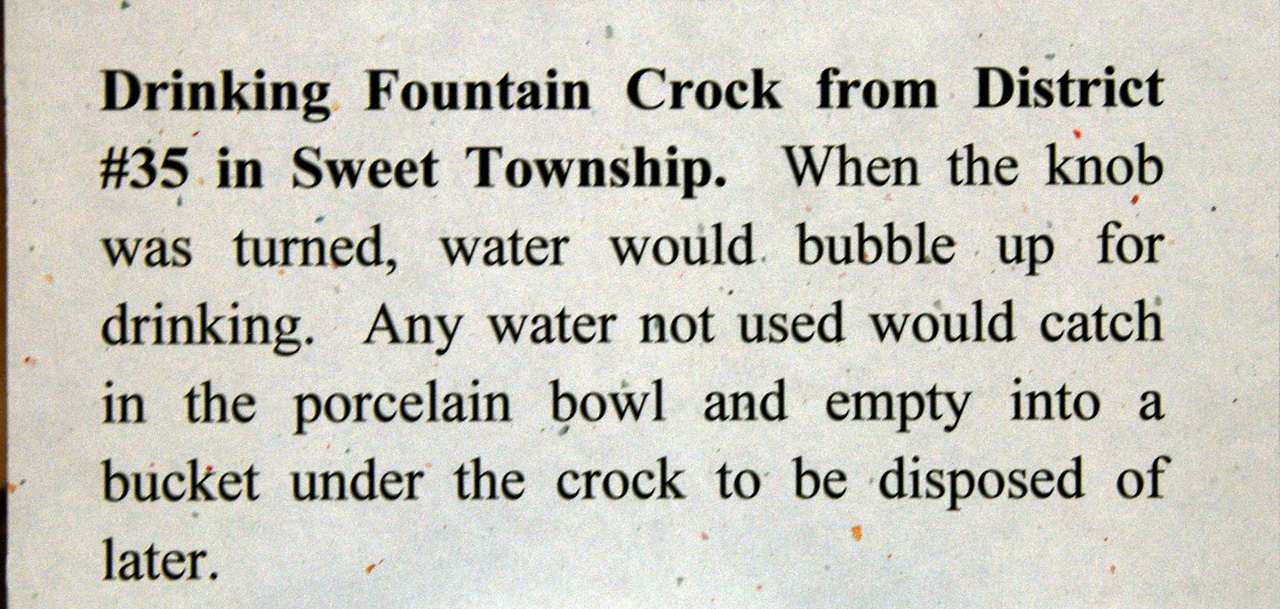 Drinking Fountain Crock from District
#35 in Sweet Township. When the knob
was turned, water would bubble up for
drinking. Any water not used would catch
in the porcelain bowl and empty into a
bucket under the crock to be disposed of
later.